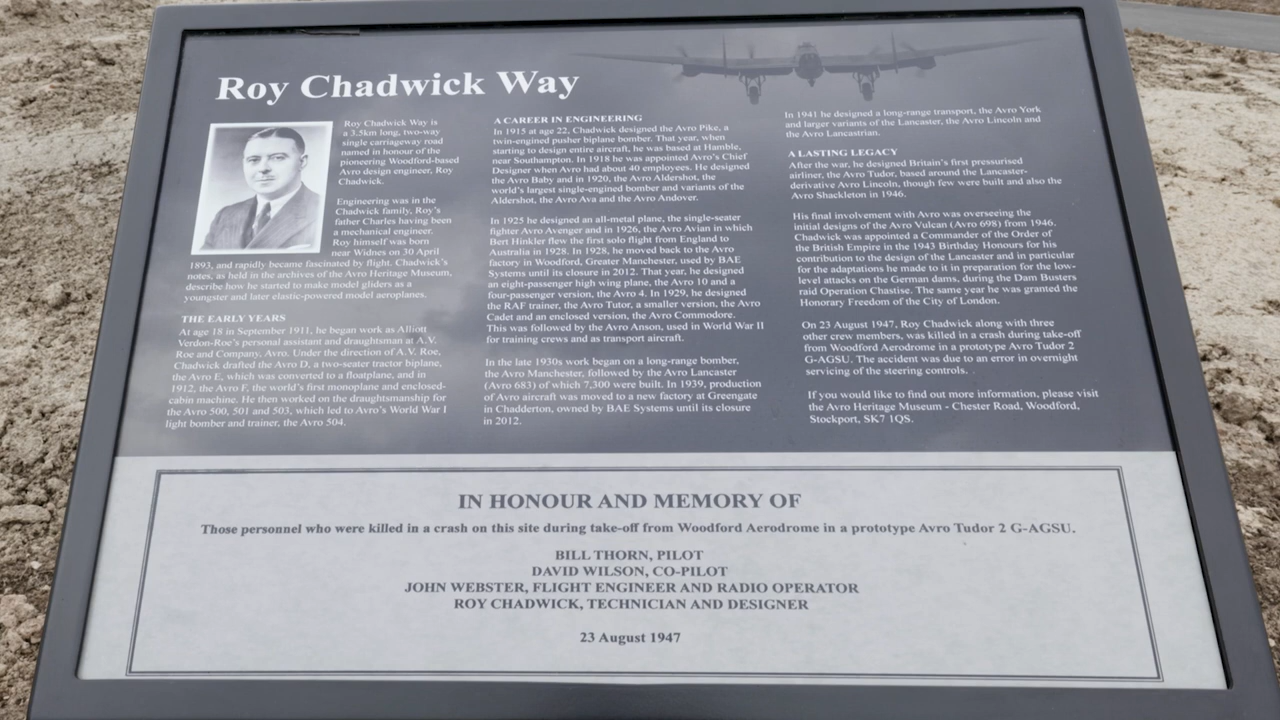 Roy Chadwick Way
Roy Chadwick Way is
a 3.5km long, two-way
single carriageway road
named in honour of the
pioneering Woodford-based
Avro design engineer, Roy
Chadwick.
Engineering was in the
Chadwick family, Roy's
father Charles having been
a mechanical engineer.
Roy himself was born
near Widnes on 30 April
1893, and rapidly became fascinated by flight. Chadwick's
notes, as held in the archives of the Avro Heritage Museum,
describe how he started to make model gliders as a
youngster and later elastic-powered model aeroplanes.
THE EARLY YEARS
At age 18 in September 1911, he began work as Alliott
Verdon-Roe's personal assistant and draughtsman at A.V.
Roe and Company, Avro. Under the direction of A.V. Roe,
Chadwick drafted the Avro D, a two-seater tractor biplane,
the Avro E, which was converted to a floatplane, and in
1912, the Avro F, the world's first monoplane and enclosed-
cabin machine. He then worked on the draughtsmanship for
the Avro 500, 501 and 503, which led to Avro's World War I
light bomber and trainer, the Avro 504.
A CAREER IN ENGINEERING
In 1915 at age 22, Chadwick designed the Avro Pike, a
twin-engined pusher biplane bomber. That year, when
starting to design entire aircraft, he was based at Hamble,
near Southampton. In 1918 he was appointed Avro's Chief
Designer when Avro had about 40 employees. He designed
the Avro Baby and in 1920, the Avro Aldershot, the
world's largest single-engined bomber and variants of the
Aldershot, the Avro Ava and the Avro Andover.
In 1925 he designed an all-metal plane, the single-seater
fighter Avro Avenger and in 1926, the Avro Avian in which
Bert Hinkler flew the first solo flight from England to
Australia in 1928. In 1928, he moved back to the Avro
factory in Woodford, Greater Manchester, used by BAE
Systems until its closure in 2012. That year, he designed
an eight-passenger high wing plane, the Avro 10 and a
four-passenger version, the Avro 4. In 1929, he designed
the RAF trainer, the Avro Tutor, a smaller version, the Avro
Cadet and an enclosed version, the Avro Commodore.
This was followed by the Avro Anson, used in World War II
for training crews and as transport aircraft.
In the late 1930s work began on a long-range bomber,
the Avro Manchester, followed by the Avro Lancaster
(Avro 683) of which 7,300 were built. In 1939, production
of Avro aircraft was moved to a new factory at Greengate
in Chadderton, owned by BAE Systems until its closure
in 2012.
In 1941 he designed a long-range transport, the Avro York
and larger variants of the Lancaster, the Avro Lincoln and
the Avro Lancastrian.
A LASTING LEGACY
After the war, he designed Britain's first pressurised
airliner, the Avro Tudor, based around the Lancaster-
derivative Avro Lincoln, though few were built and also the
Avro Shackleton in 1946.
His final involvement with Avro was overseeing the
initial designs of the Avro Vulcan (Avro 698) from 1946.
Chadwick was appointed a Commander of the Order of
the British Empire in the 1943 Birthday Honours for his
contribution to the design of the Lancaster and in particular
for the adaptations he made to it in preparation for the low-
level attacks on the German dams, during the Dam Busters
raid Operation Chastise. The same year he was granted the
Honorary Freedom of the City of London.
On 23 August 1947, Roy Chadwick along with three
other crew members, was killed in a crash during take-off
from Woodford Aerodrome in a prototype Avro Tudor 2
G-AGSU. The accident was due to an error in overnight
servicing of the steering controls.
If you would like to find out more information, please visit
the Avro Heritage Museum - Chester Road, Woodford,
Stockport, SK7 1QS.
IN HONOUR AND MEMORY OF
Those personnel who were killed in a crash on this site during take-off from Woodford Aerodrome in a prototype Avro Tudor 2 G-AGSU.
BILL THORN, PILOT
DAVID WILSON, CO-PILOT
JOHN WEBSTER, FLIGHT ENGINEER AND RADIO OPERATOR
ROY CHADWICK, TECHNICIAN AND DESIGNER
23 August 1947